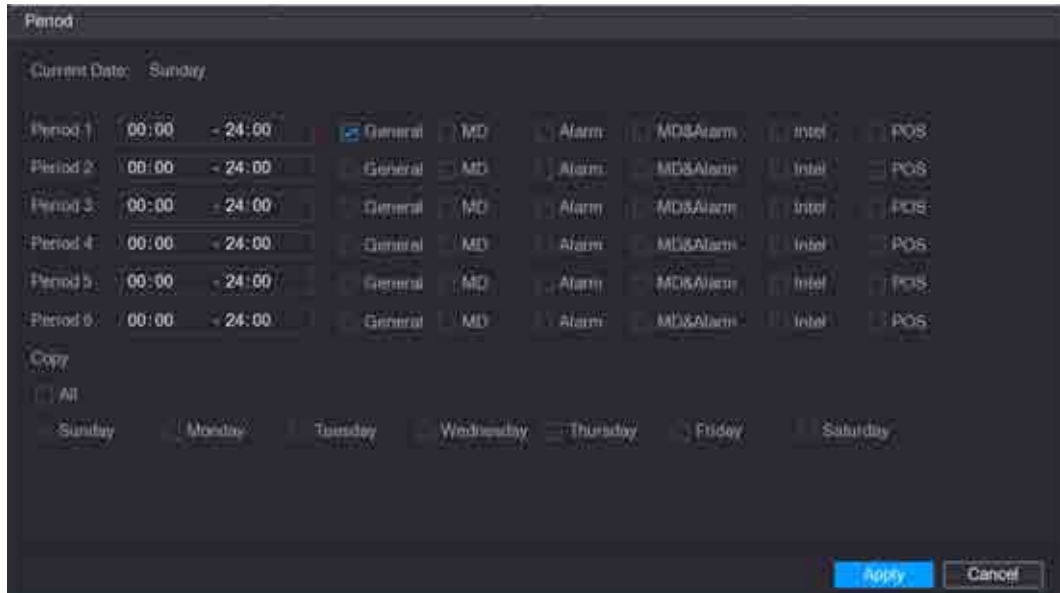 Period
Current Date: Sunday
Period 1 00:00 - 24:00 General MD Alarm MD&Alarm Intel POS
Period 2 00:00 - 24:00 General MD Alarm MD&Alarm Intel POS
Period 3 00:00 - 24:00 General MD Alarm MD&Alarm Intel POS
Period 4 00:00 - 24:00 General MD Alarm MD&Alarm Intel POS
Period 5 00:00 - 24:00 General MD Alarm MD&Alarm Intel POS
Period 6 00:00 - 24:00 General MD Alarm MD&Alarm Intel POS
Copy
All
Sunday Monday Tuesday Wednesday Thursday Friday Saturday
Apply Cancel